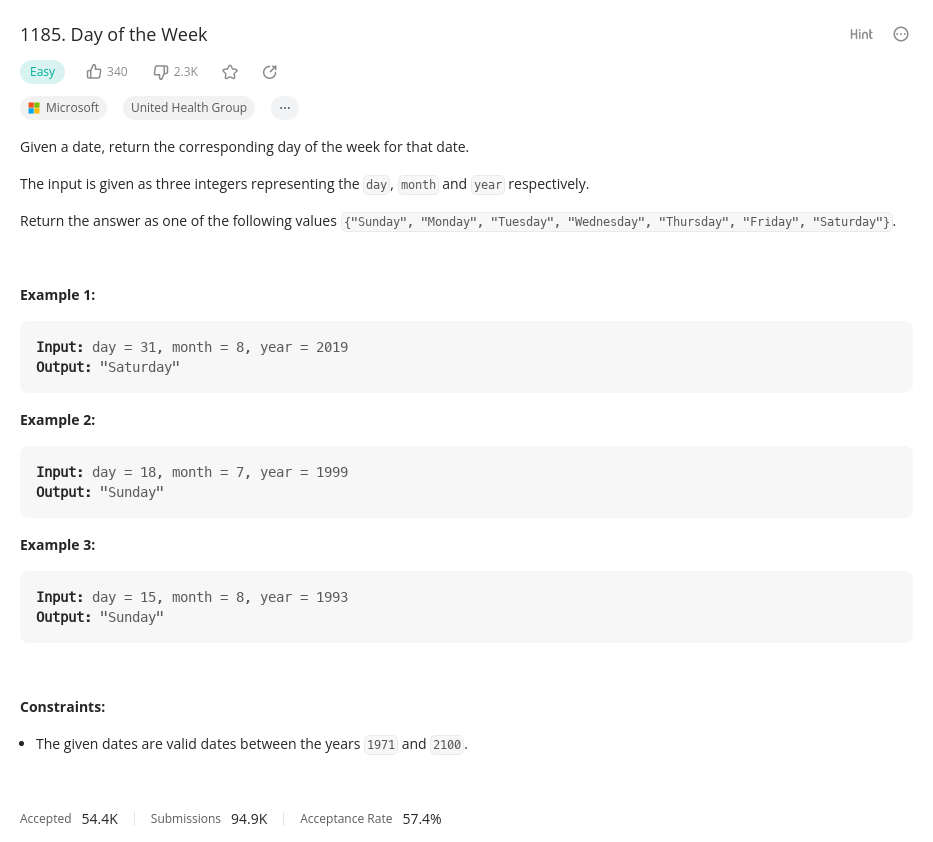 1185. Day of the Week
Hint
Easy 340 2.3K
Microsoft United Health Group ...
Given a date, return the corresponding day of the week for that date.
The input is given as three integers representing the day, month and year respectively.
Return the answer as one of the following values {"Sunday", "Monday", "Tuesday", "Wednesday", "Thursday", "Friday", "Saturday"}.
Example 1:
Input: day = 31, month = 8, year = 2019
Output: "Saturday"
Example 2:
Input: day = 18, month = 7, year = 1999
Output: "Sunday"
Example 3:
Input: day = 15, month = 8, year = 1993
Output: "Sunday"
Constraints:
• The given dates are valid dates between the years 1971 and 2100.
Accepted 54.4K Submissions 94.9K Acceptance Rate 57.4%